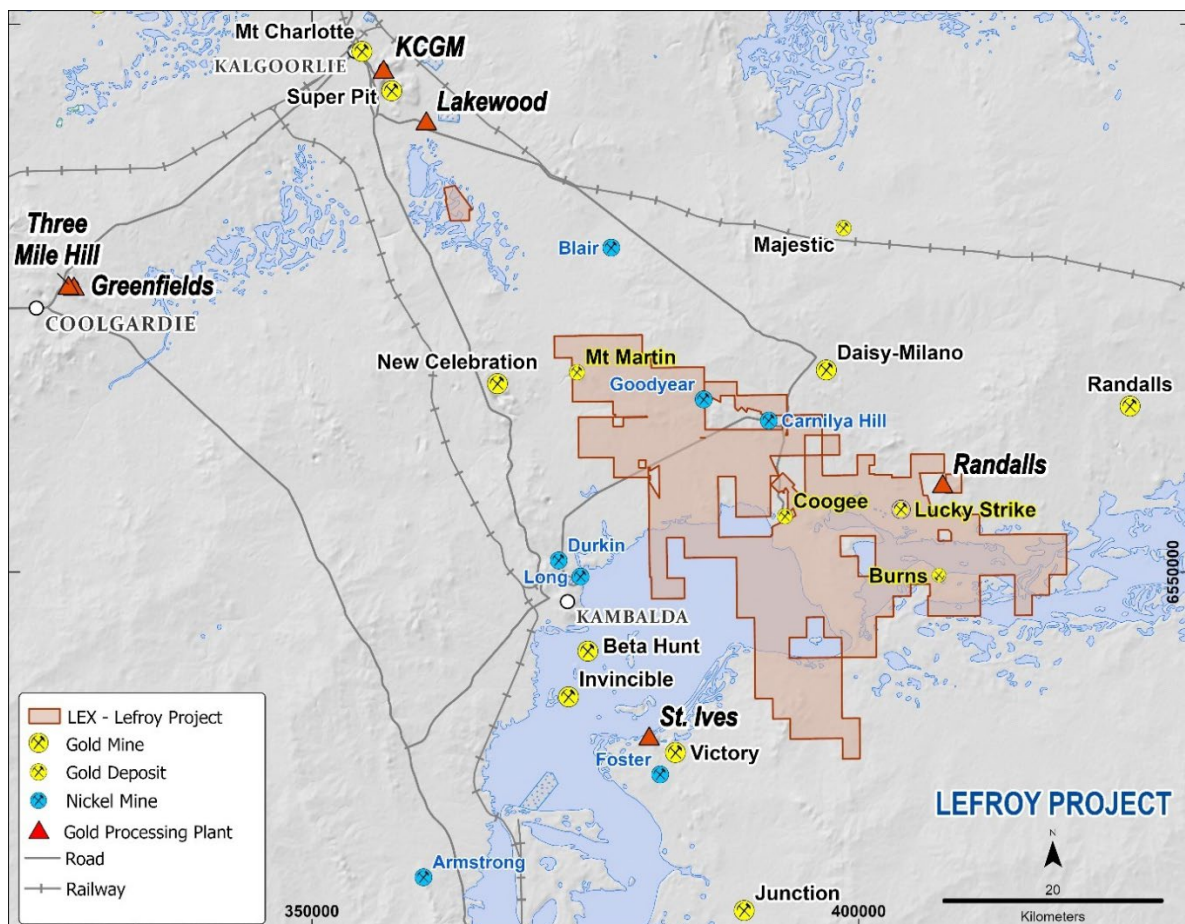 Mt Charlotte
KCGM
KALGOORLIE
Super Pit
Lakewood
Three
Mile Hill
Greenfields
COOLGARDIE
Blair
Majestic
New Celebration
Mt Martin
Daisy-Milano
Goodyear
Randalls
Carnilya Hill
Randalls
Coogee
Lucky Strike
Durkin
Long
Burns
6550000
KAMBALDA
Beta Hunt
Invincible
St. Ives
Victory
Foster
Armstrong
Junction
LEX - Lefroy Project
Gold Mine
Gold Deposit
Nickel Mine
Gold Processing Plant
Road
Railway
LEFROY PROJECT
N
20
Kilometers
350000
400000